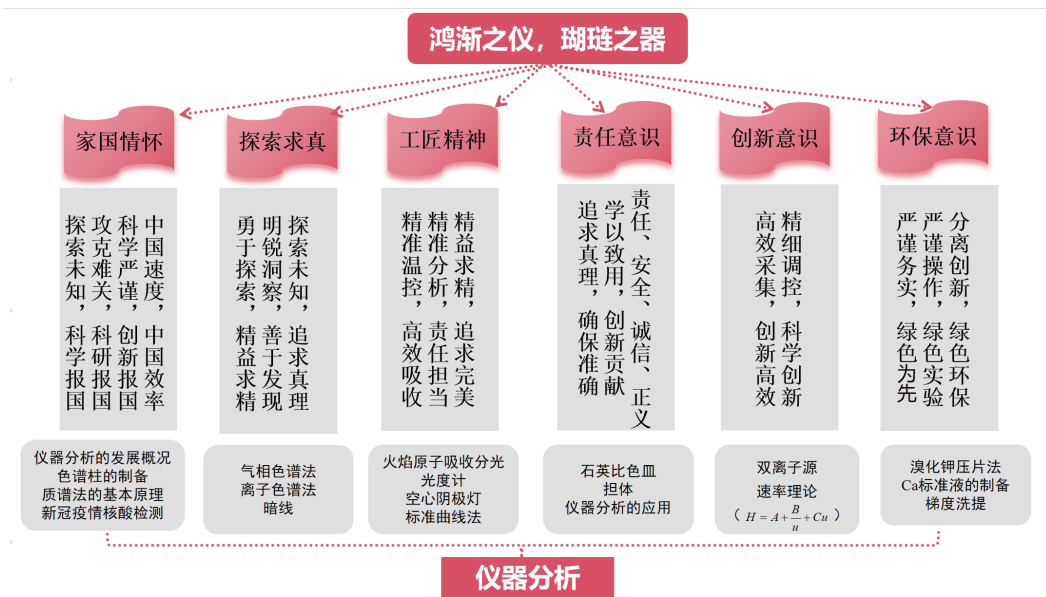 鸿渐之仪，瑚琏之器
家国情怀
探索求真
工匠精神
责任意识
创新意识
环保意识
中国速度，中国效率
科学严谨，创新报国
攻克难关，科研报国
探索未知，科学报国
探索未知，追求真理
明锐洞察，善于发现
勇于探索，精益求精
精益求精，追求完美
精准分析，责任担当
精准温控，高效吸收
责任、安全、诚信、正义
学以致用，创新贡献
追求真理，确保准确
精细调控，科学创新
高效采集，创新高效
分离创新，绿色环保
严谨操作，绿色实验
严谨务实，绿色为先
仪器分析的发展概况
色谱柱的制备
质谱法的基本原理
新冠疫情核酸检测
气相色谱法
离子色谱法
暗线
火焰原子吸收分光
光度计
空心阴极灯
标准曲线法
石英比色皿
担体
仪器分析的应用
双离子源
速率理论
（H=A+B/u+Cu）
溴化钾压片法
Ca标准液的制备
梯度洗提
仪器分析